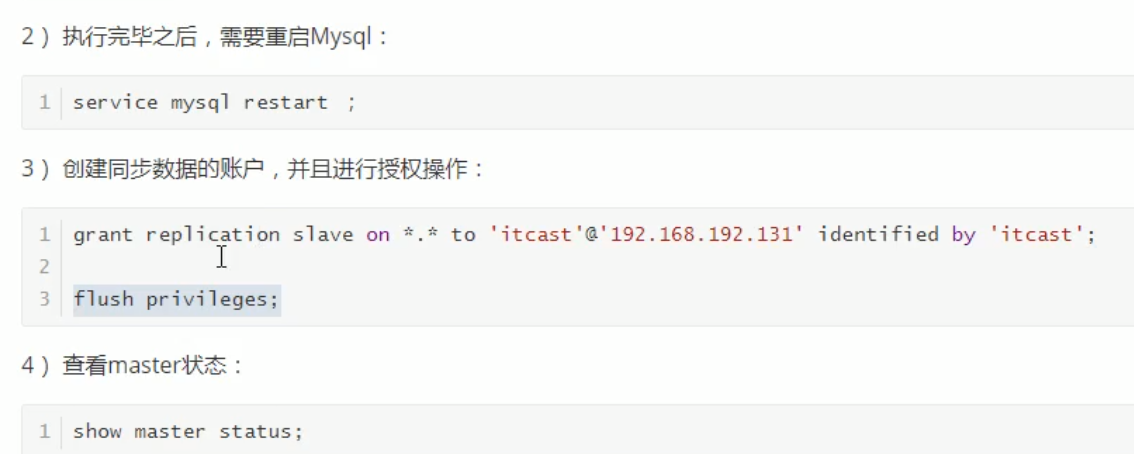 2）执行完毕之后，需要重启Mysql：
1 service mysql restart ;
3）创建同步数据的账户，并且进行授权操作：
1 grant replication slave on *.* to 'itcast'@'192.168.192.131' identified by 'itcast';
2
3 flush privileges;
4）查看master状态：
1 show master status;